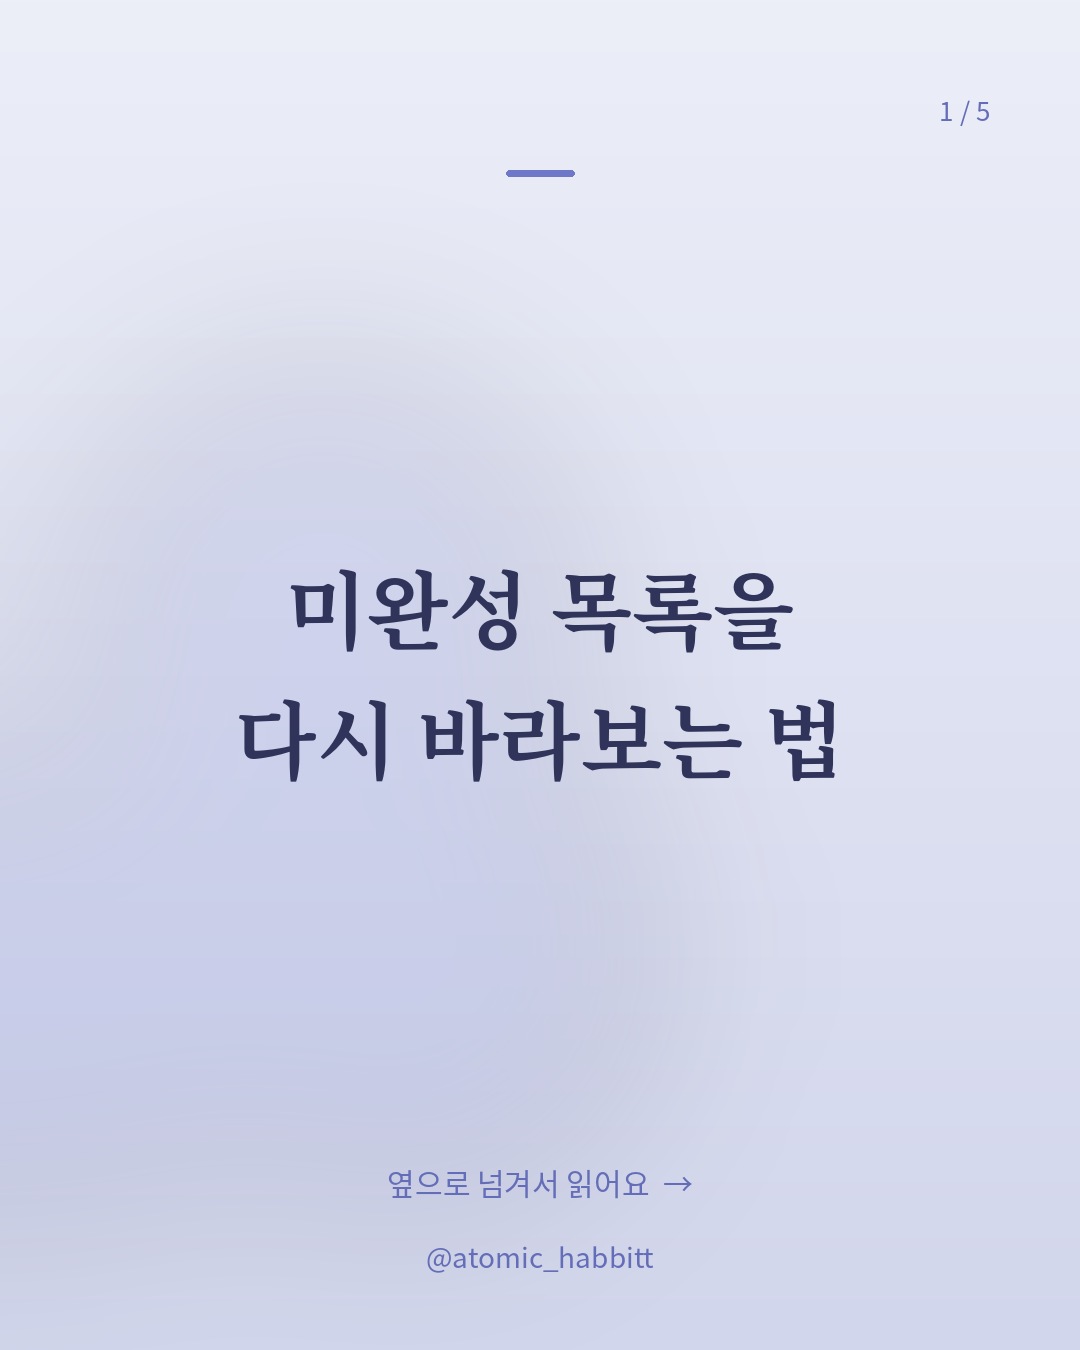 1 / 5
미완성 목록을
다시 바라보는 법
옆으로 넘겨서 읽어요 →
@atomic_habbitt